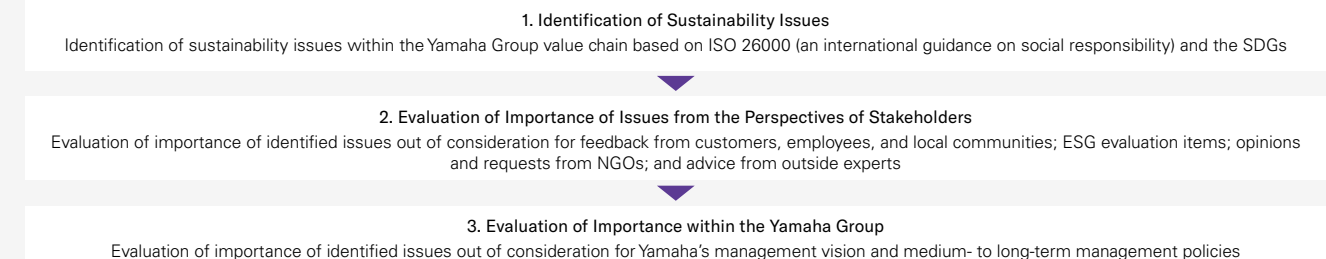 1. Identification of Sustainability Issues
Identification of sustainability issues within the Yamaha Group value chain based on ISO 26000 (an international guidance on social responsibility) and the SDGs
2. Evaluation of Importance of Issues from the Perspectives of Stakeholders
Evaluation of importance of identified issues out of consideration for feedback from customers, employees, and local communities; ESG evaluation items; opinions
and requests from NGOs; and advice from outside experts
3. Evaluation of Importance within the Yamaha Group
Evaluation of importance of identified issues out of consideration for Yamaha's management vision and medium- to long-term management policies